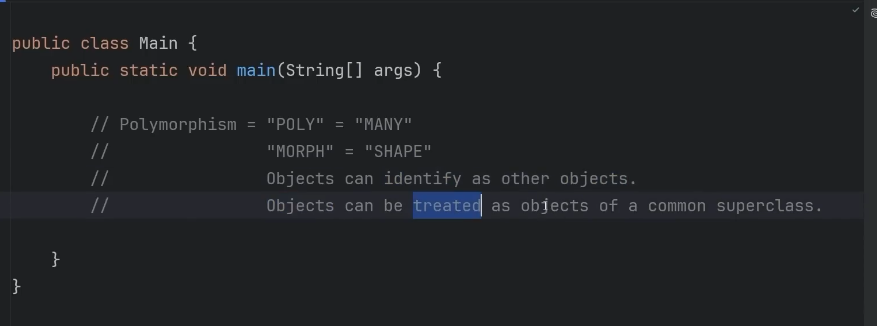 public class Main {
    public static void main(String[] args) {
        // Polymorphism = "POLY" = "MANY"
        //                "MORPH" = "SHAPE"
        //                Objects can identify as other objects.
        //                Objects can be treated as objects of a common superclass.
    }
}